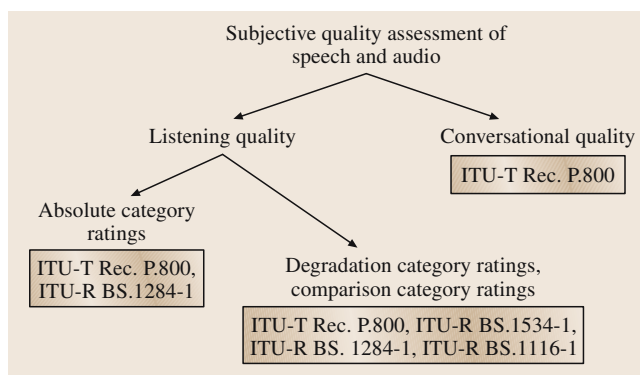 Subjective quality assessment of
speech and audio
Listening quality
Conversational quality
ITU-T Rec. P.800
Absolute category
ratings
ITU-T Rec. P.800,
ITU-R BS.1284-1
Degradation category ratings,
comparison category ratings
ITU-T Rec. P.800, ITU-R BS.1534-1,
ITU-R BS. 1284-1, ITU-R BS.1116-1